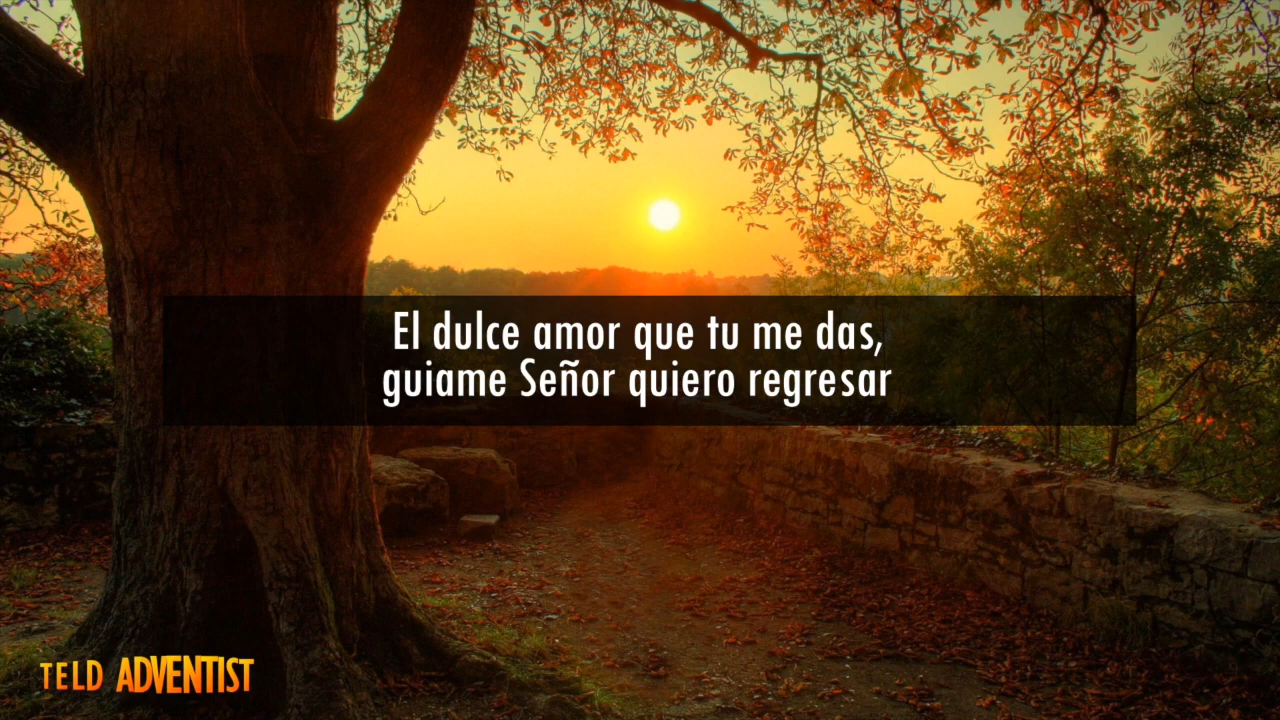 El dulce amor que tu me das,
guiame Señor quiero regresar
TELD ADVENTIST